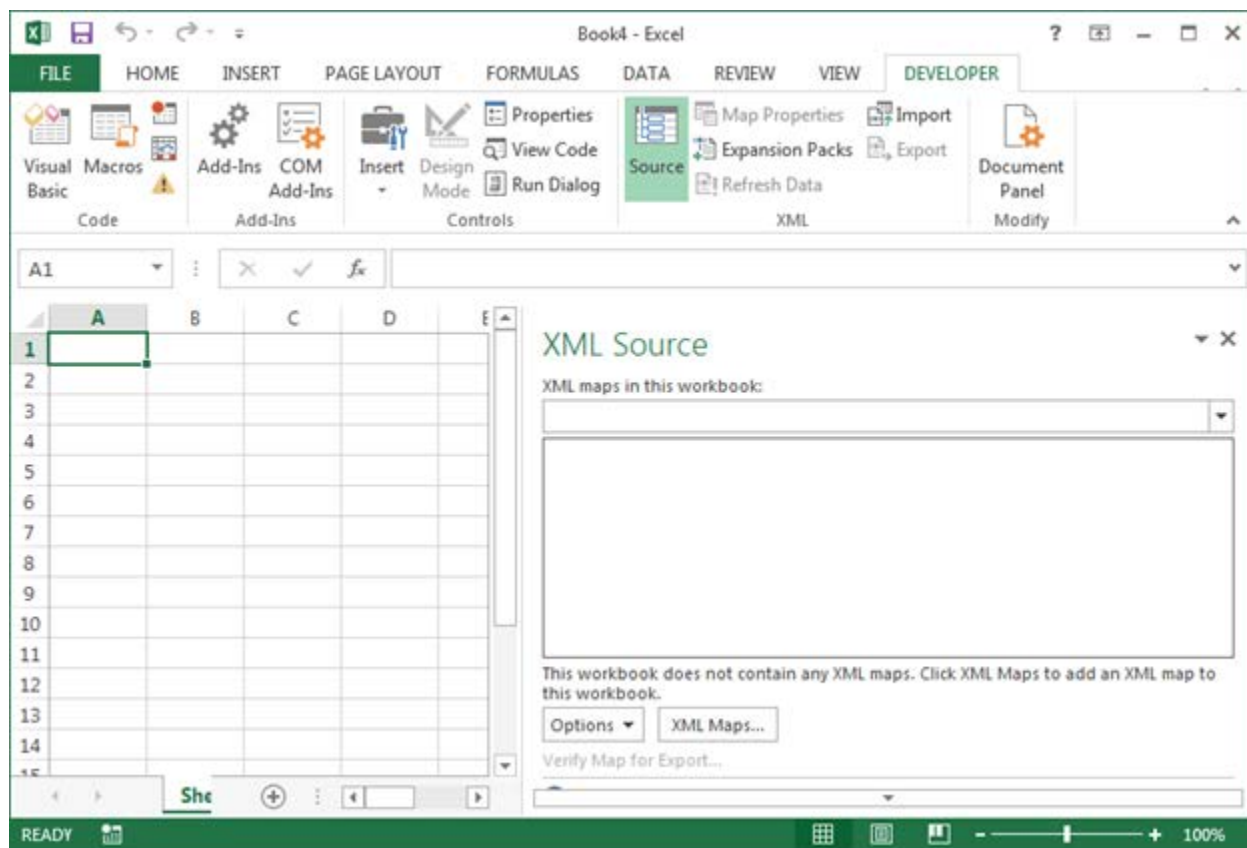 Book4 - Excel
?
FILE HOME INSERT PAGE LAYOUT FORMULAS DATA REVIEW VIEW DEVELOPER
Visual Basic
Macros
Add-Ins
COM Add-Ins
Insert
Design Mode
Properties
View Code
Run Dialog
Source
Map Properties
Expansion Packs
Refresh Data
Import
Export
Document Panel
Code Add-Ins Controls XML Modify
A1
fx
A B C D E
1
2
3
4
5
6
7
8
9
10
11
12
13
14
15
XML Source
XML maps in this workbook:
This workbook does not contain any XML maps. Click XML Maps to add an XML map to
this workbook.
Options
XML Maps...
Verify Map for Export...
She
READY
100%